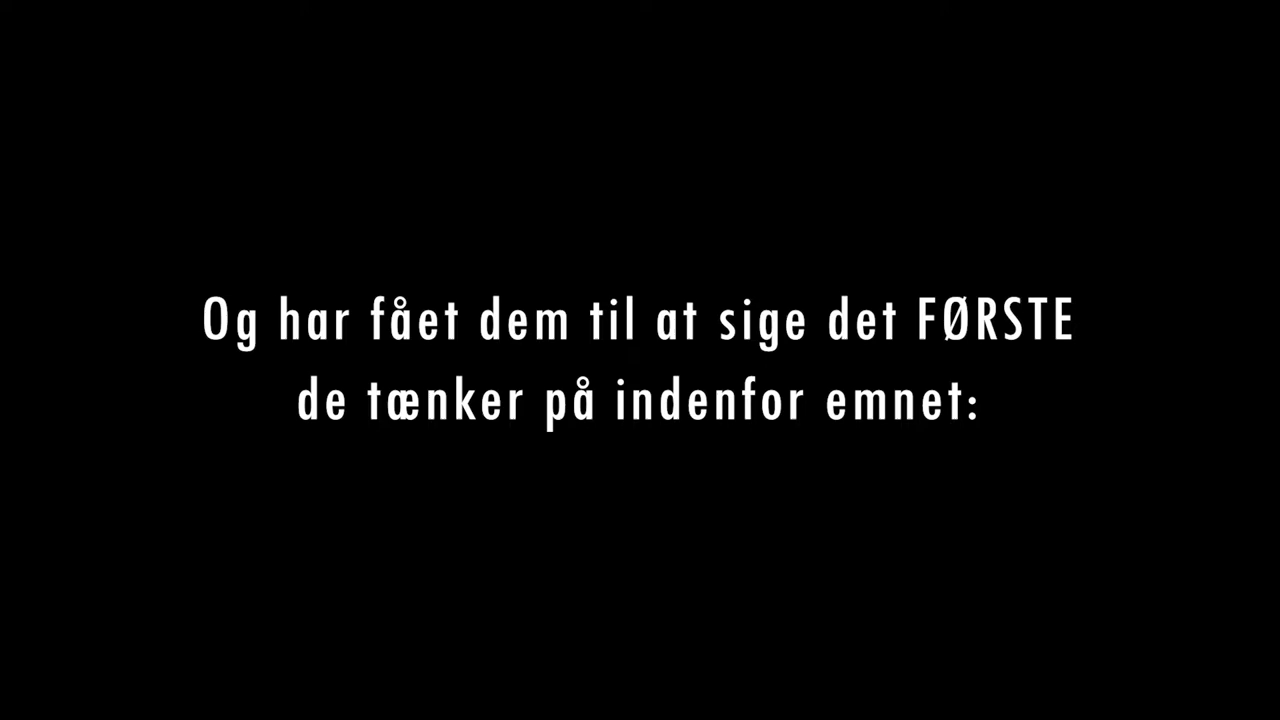 Og har fået dem til at sige det FØRSTE
de tænker på indenfor emnet: